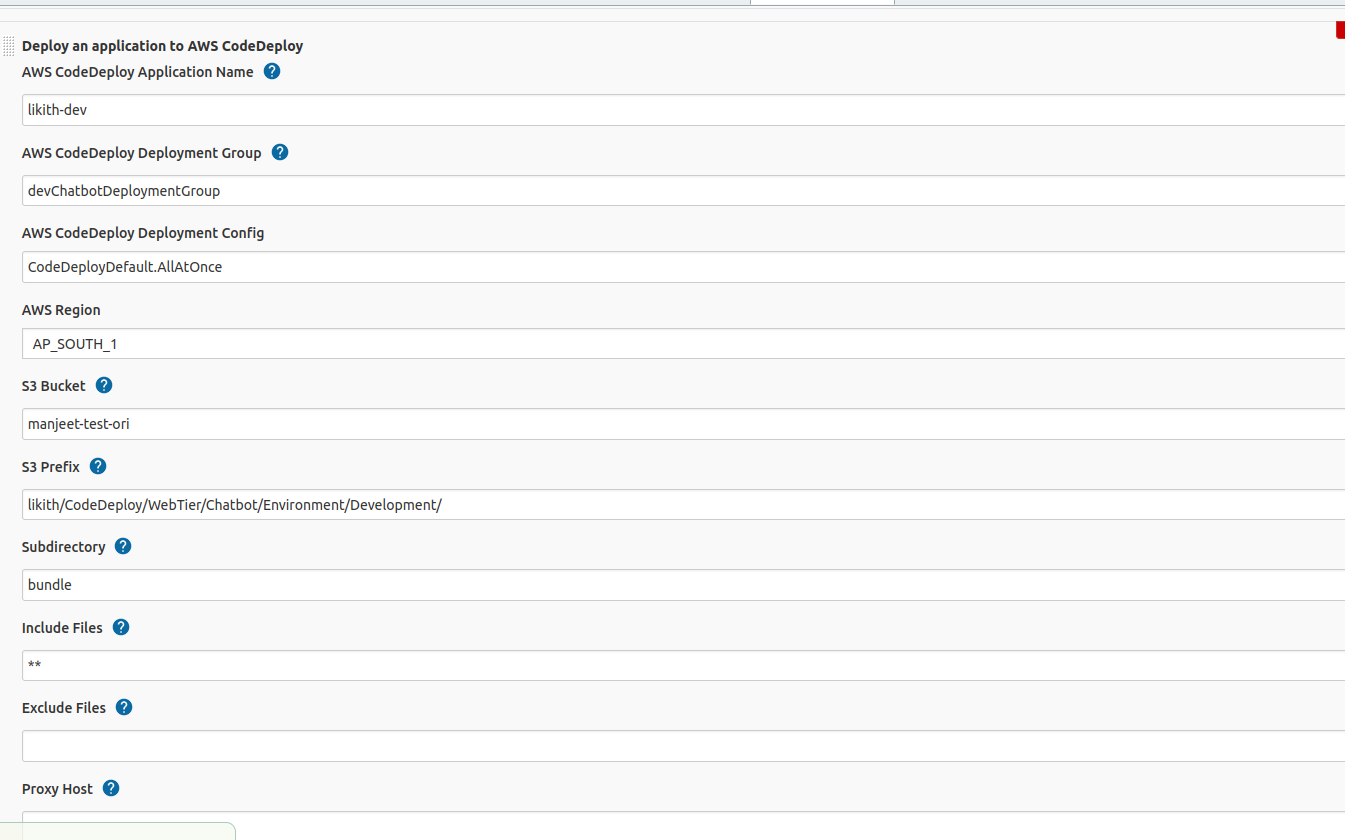 Deploy an application to AWS CodeDeploy
AWS CodeDeploy Application Name ?
likith-dev
AWS CodeDeploy Deployment Group ?
devChatbotDeploymentGroup
AWS CodeDeploy Deployment Config
CodeDeployDefault.AllAtOnce
AWS Region
AP_SOUTH_1
S3 Bucket ?
manjeet-test-ori
S3 Prefix ?
likith/CodeDeploy/WebTier/Chatbot/Environment/Development/
Subdirectory ?
bundle
Include Files ?
**
Exclude Files ?
Proxy Host ?